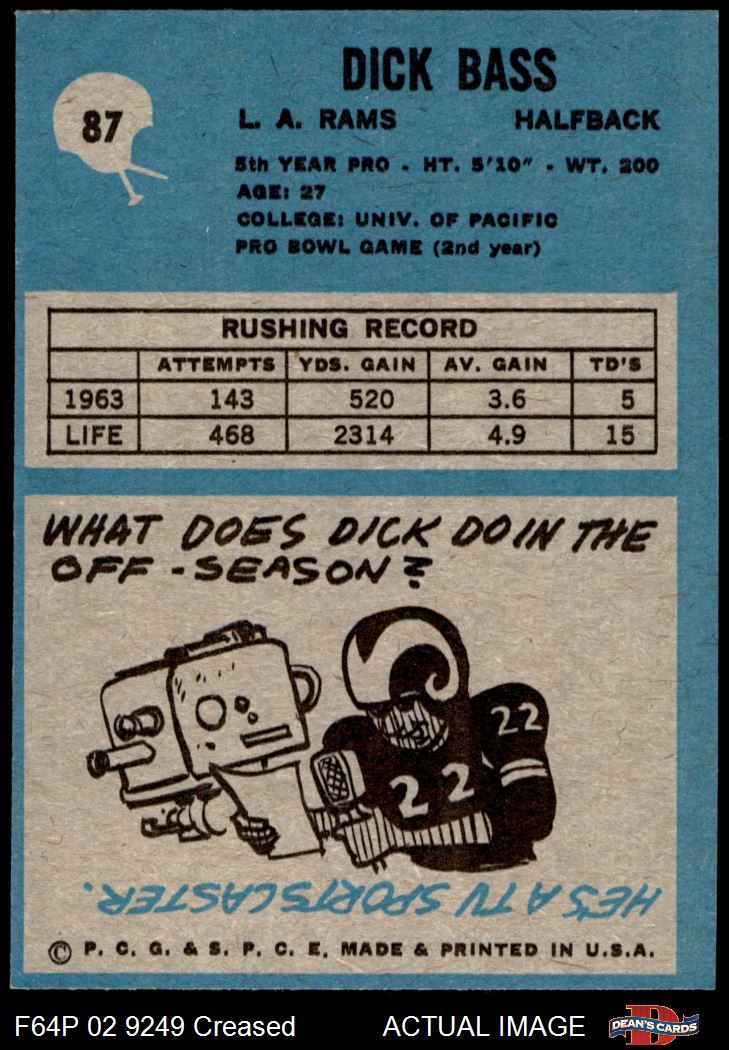 87
DICK BASS
L. A. RAMS HALFBACK
5th YEAR PRO - HT. 5'10" - WT. 200
AGE: 27
COLLEGE: UNIV. OF PACIFIC
PRO BOWL GAME (2nd year)
RUSHING RECORD
ATTEMPTS YDS. GAIN AV. GAIN TD'S
1963 143 520 3.6 5
LIFE 468 2314 4.9 15
WHAT DOES DICK DO IN THE
OFF-SEASON?
22
22
HE'S A TV SPORTSCASTER.
© P. C. G. & S. P. C. E. MADE & PRINTED IN U.S.A.
F64P 02 9249 Creased ACTUAL IMAGE
D
DEAN'S CARDS